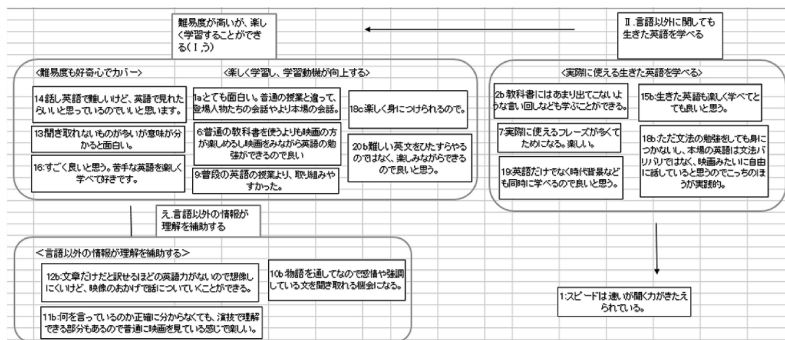 難易度が高いが、楽し
く学習することができ
る(Ⅰ,う)
Ⅱ.言語以外に関しても
生きた英語を学べる
<難易度も好奇心でカバー>
14:話し英語で難しいけど、英語で見れた
らいいと思っているのでいい、と思います。
13:聞き取れないものが多いが意味が分
かると面白い。
16:すごく良いと思う。苦手な英語を楽し
く学べて好きです。
<楽しく学習し、学習動機が向上する>
1a:とても面白い。普通の授業と違って、
登場人物たちの会話やより本場の会話。
6:普通の教科書を使うよりも映画の方
が楽しめるし映画をみながら英語の勉
強ができるので良い
9:普段の英語の授業より、取り組みや
すかった。
18c:楽しく身につけられるので。
20b:難しい英文をひたすらやる
のではなく、楽しみながらできる
ので良いと思う。
<実際に使える生きた英語を学べる>
2b:教科書にはあまり出てこないよ
うな言い回しなども学ぶことができる。
7:実際に使えるフレーズが多くて
ためになる。楽しい。
19:英語だけでなく時代背景なども
同時に学べるので良いと思う。
15b:生きた英語も楽しく学べてと
ても良いと思う。
18b:ただ文法の勉強をしても身に
つかないし、本場の英語は文法バ
リバリではなく、映画みたいに自由
に話していると思うのでこっちのほ
うが実践的。
え.言語以外の情報が
理解を補助する
<言語以外の情報が理解を補助する>
12b:文章だけだと訳せるほどの英語力がないので想像し
にくいけど、映像のおかげで話についていくことができる。
11b:何を言っているのか正確に分からなくても、演技で理解
できる部分もあるので普通に映画を見ている感じで楽しい。
10b:物語を通してなので感情や強調
している文を聞き取れる機会になる。
1:スピードは速いが聞く力がきたえ
られている。